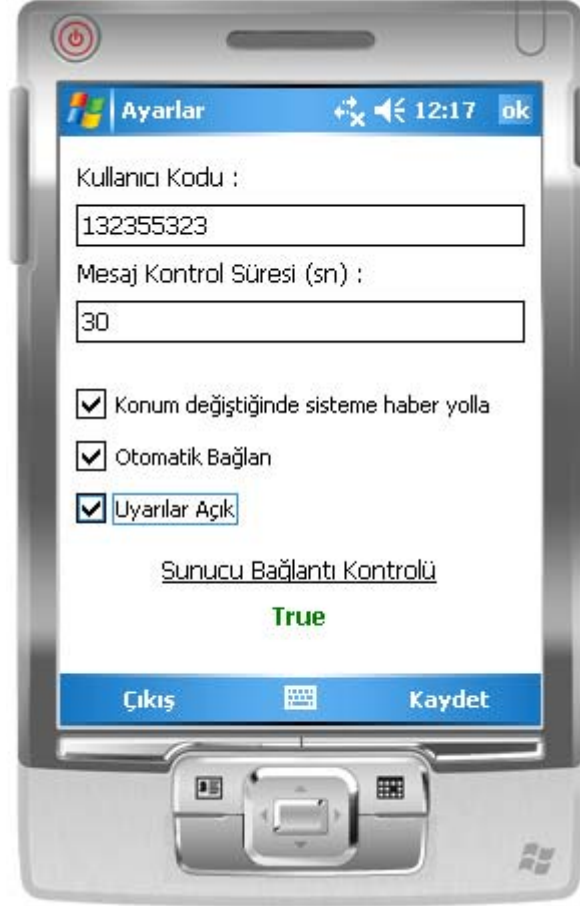 Ayarlar 12:17 ok
Kullanıcı Kodu :
132355323
Mesaj Kontrol Süresi (sn) :
30
Konum değiştiğinde sisteme haber yolla
Otomatik Bağlan
Uyarılar Açık
Sunucu Bağlantı Kontrolü
True
Çıkış Kaydet